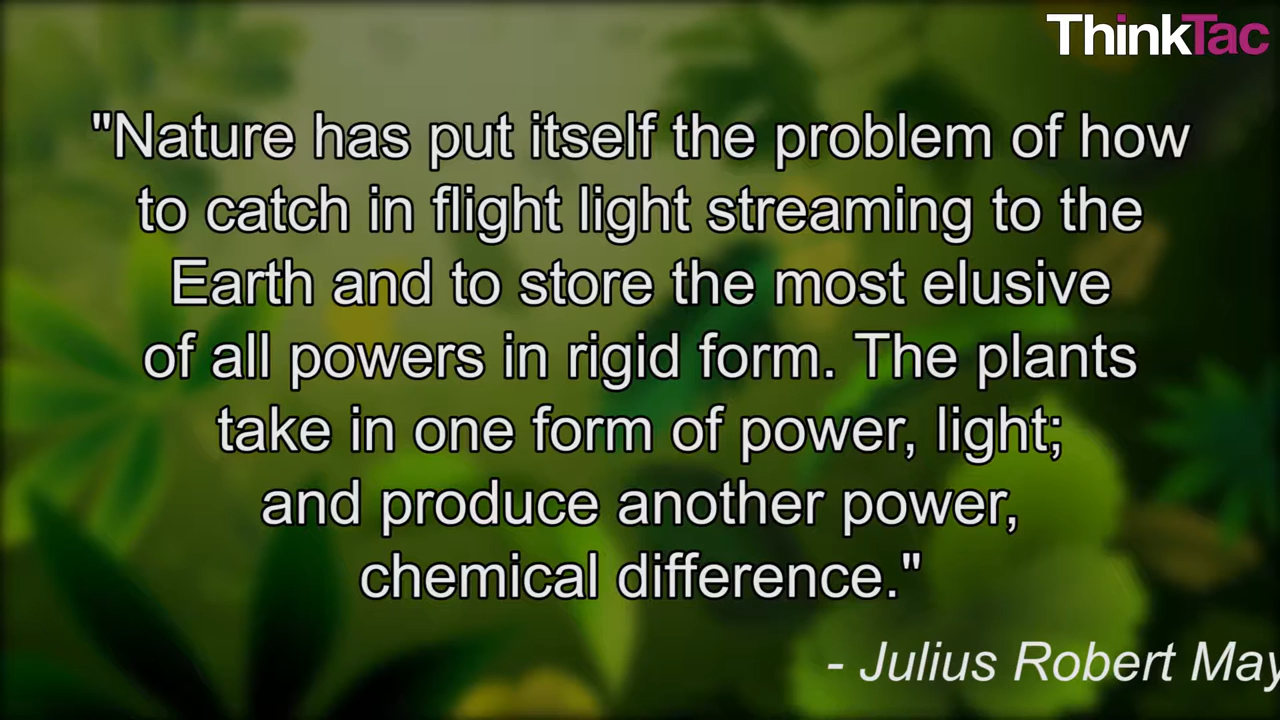 ThinkTac
"Nature has put itself the problem of how
to catch in flight light streaming to the
Earth and to store the most elusive
of all powers in rigid form. The plants
take in one form of power, light;
and produce another power,
chemical difference."
- Julius Robert May